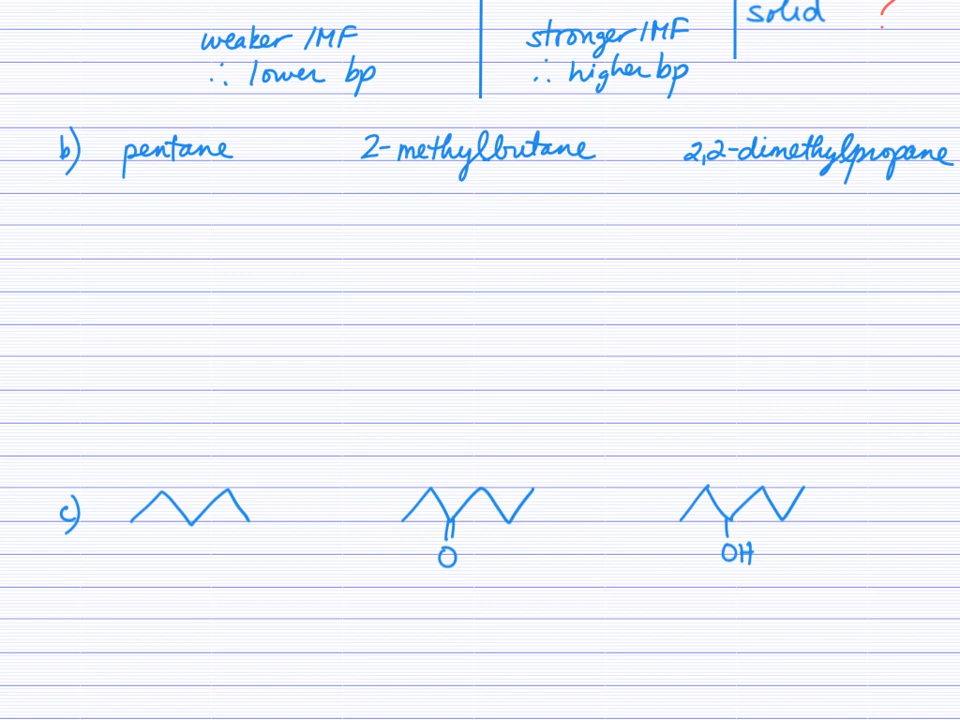 solid ?
weaker IMF stronger IMF
∴ lower bp ∴ higher bp
b) pentane 2-methylbutane 2,2-dimethylpropane
c)
O OH